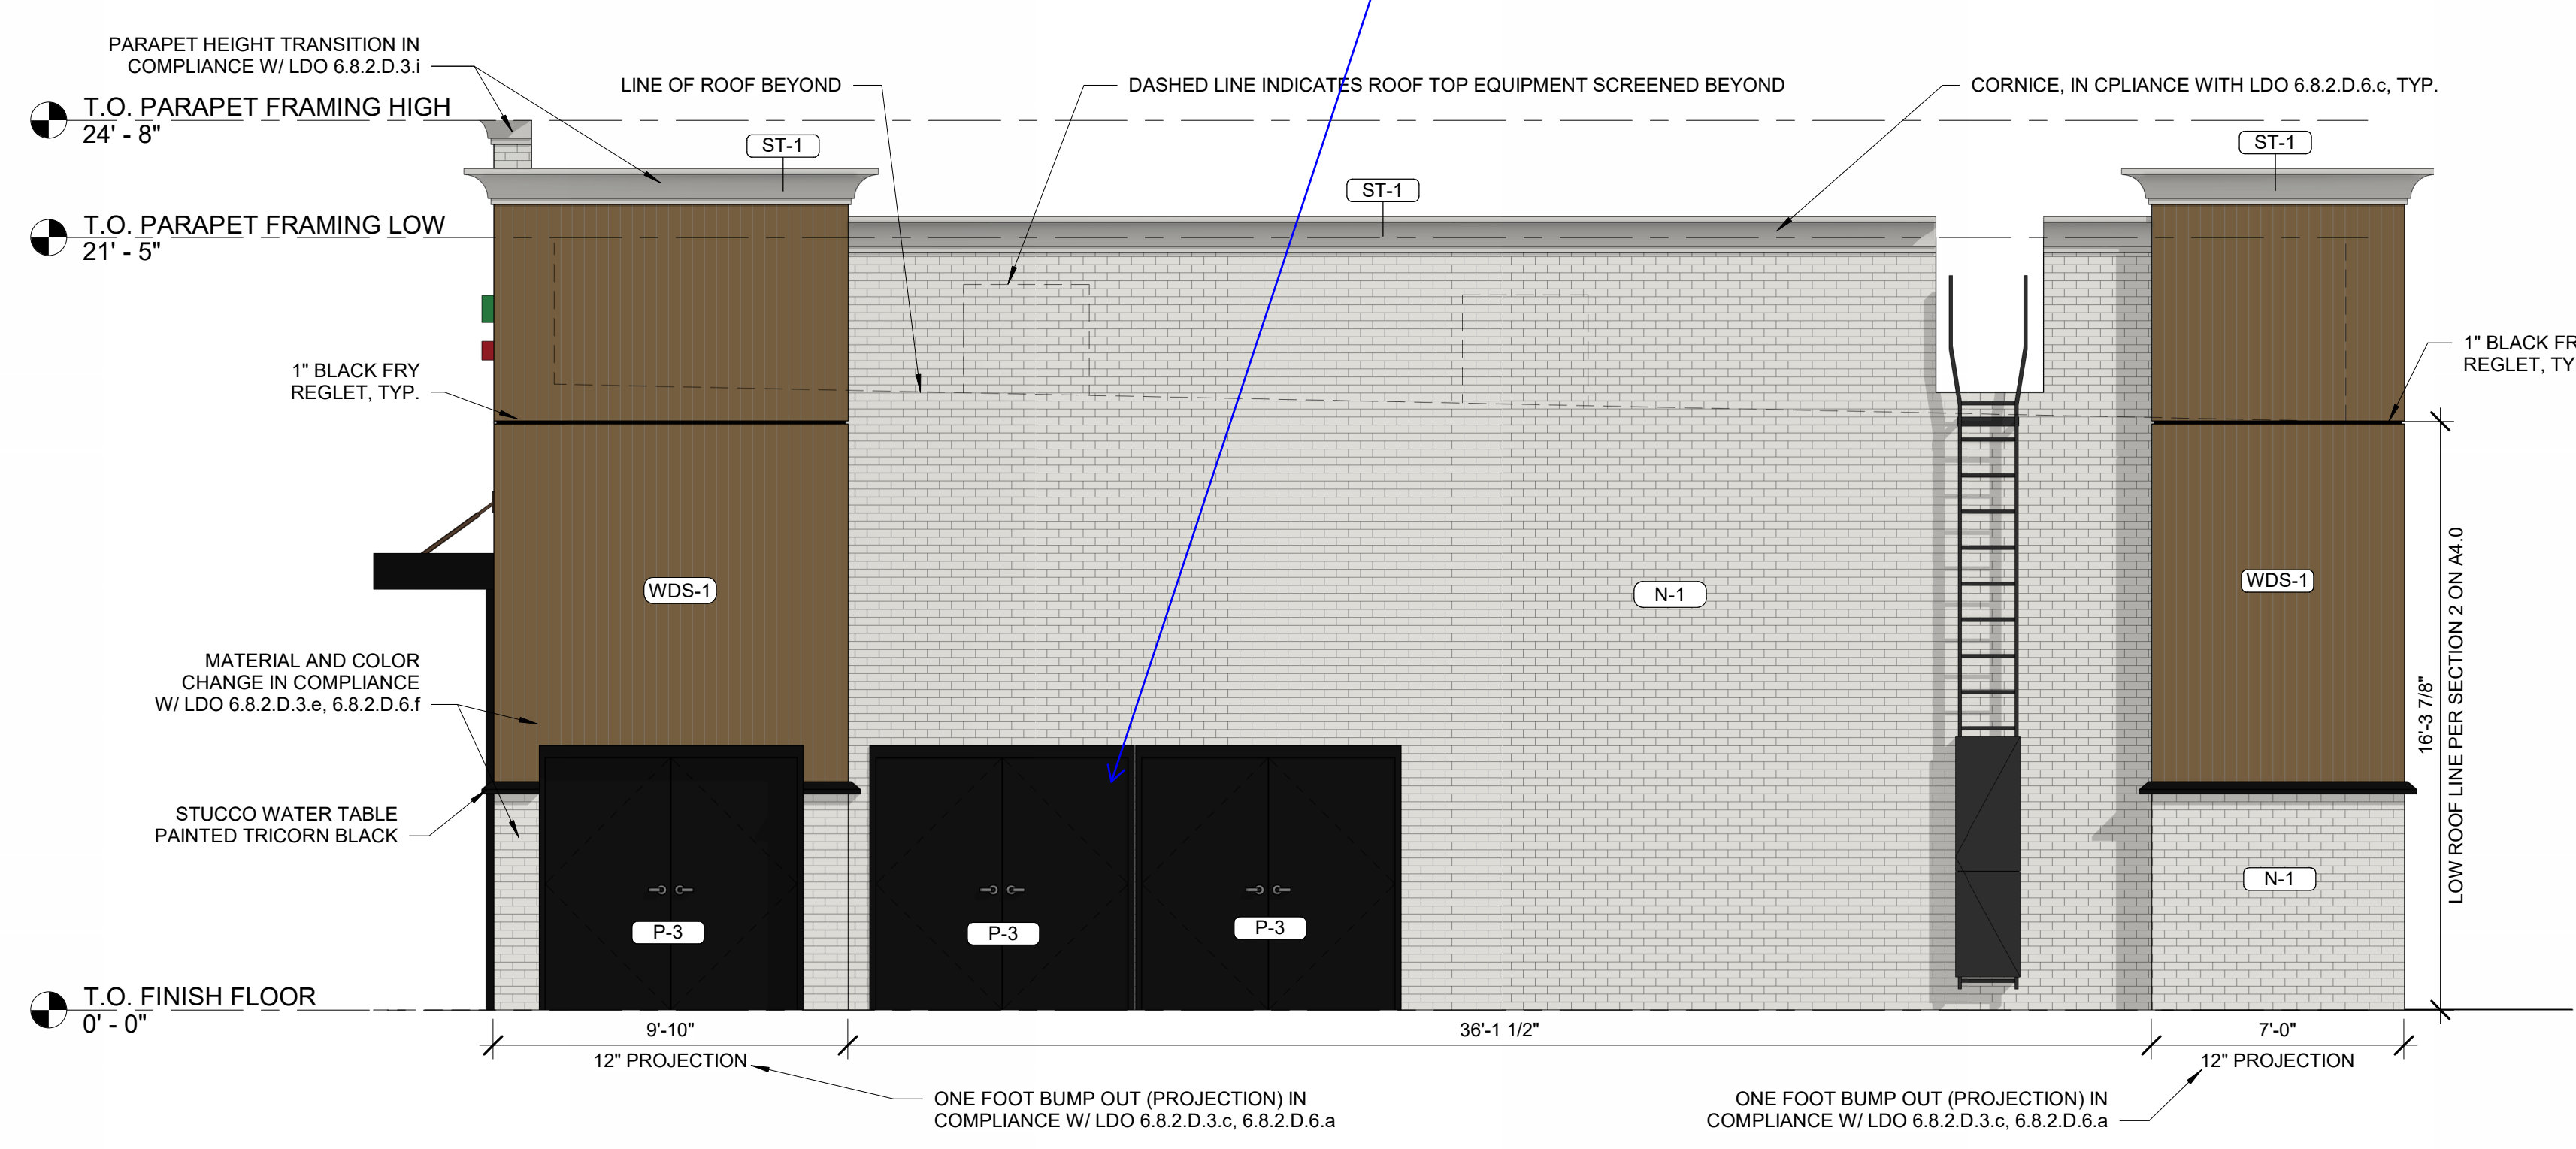 PARAPET HEIGHT TRANSITION IN
COMPLIANCE W/ LDO 6.8.2.D.3.i
LINE OF ROOF BEYOND
DASHED LINE INDICATES ROOF TOP EQUIPMENT SCREENED BEYOND
CORNICE, IN CPLIANCE WITH LDO 6.8.2.D.6.c, TYP.
T.O. PARAPET FRAMING HIGH
24' - 8"
ST-1
ST-1
ST-1
T.O. PARAPET FRAMING LOW
21' - 5"
1" BLACK FRY
REGLET, TYP.
1" BLACK FR
REGLET, TY
WDS-1
N-1
WDS-1
MATERIAL AND COLOR
CHANGE IN COMPLIANCE
W/ LDO 6.8.2.D.3.e, 6.8.2.D.6.f
16'-3 7/8"
LOW ROOF LINE PER SECTION 2 ON A4.0
STUCCO WATER TABLE
PAINTED TRICORN BLACK
N-1
P-3
P-3
P-3
T.O. FINISH FLOOR
0' - 0"
9'-10"
36'-1 1/2"
7'-0"
12" PROJECTION
12" PROJECTION
ONE FOOT BUMP OUT (PROJECTION) IN
COMPLIANCE W/ LDO 6.8.2.D.3.c, 6.8.2.D.6.a
ONE FOOT BUMP OUT (PROJECTION) IN
COMPLIANCE W/ LDO 6.8.2.D.3.c, 6.8.2.D.6.a